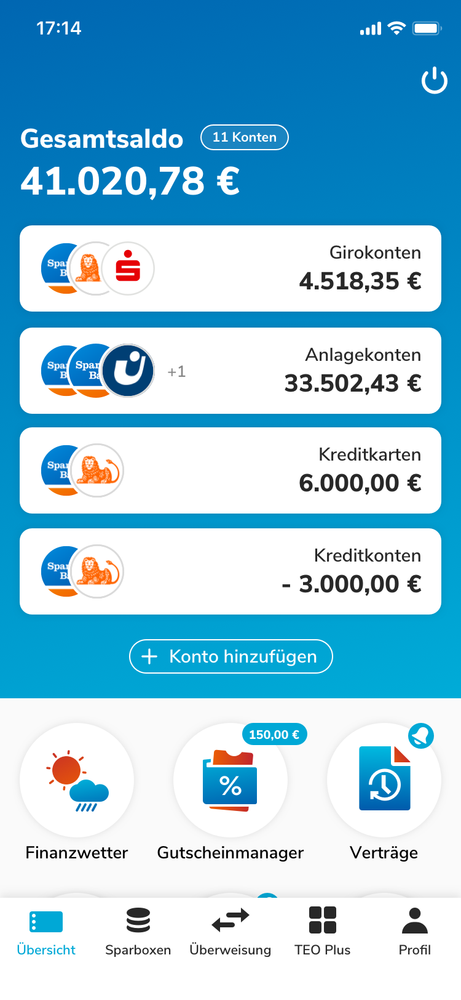 17:14
Gesamtsaldo
11 Konten
41.020,78 €
Girokonten
4.518,35 €
+1
Anlagekonten
33.502,43 €
Kreditkarten
6.000,00 €
Kreditkonten
- 3.000,00 €
+ Konto hinzufügen
150,00 €
%
Finanzwetter
Gutscheinmanager
Verträge
Übersicht
Sparboxen
Überweisung
TEO Plus
Profil